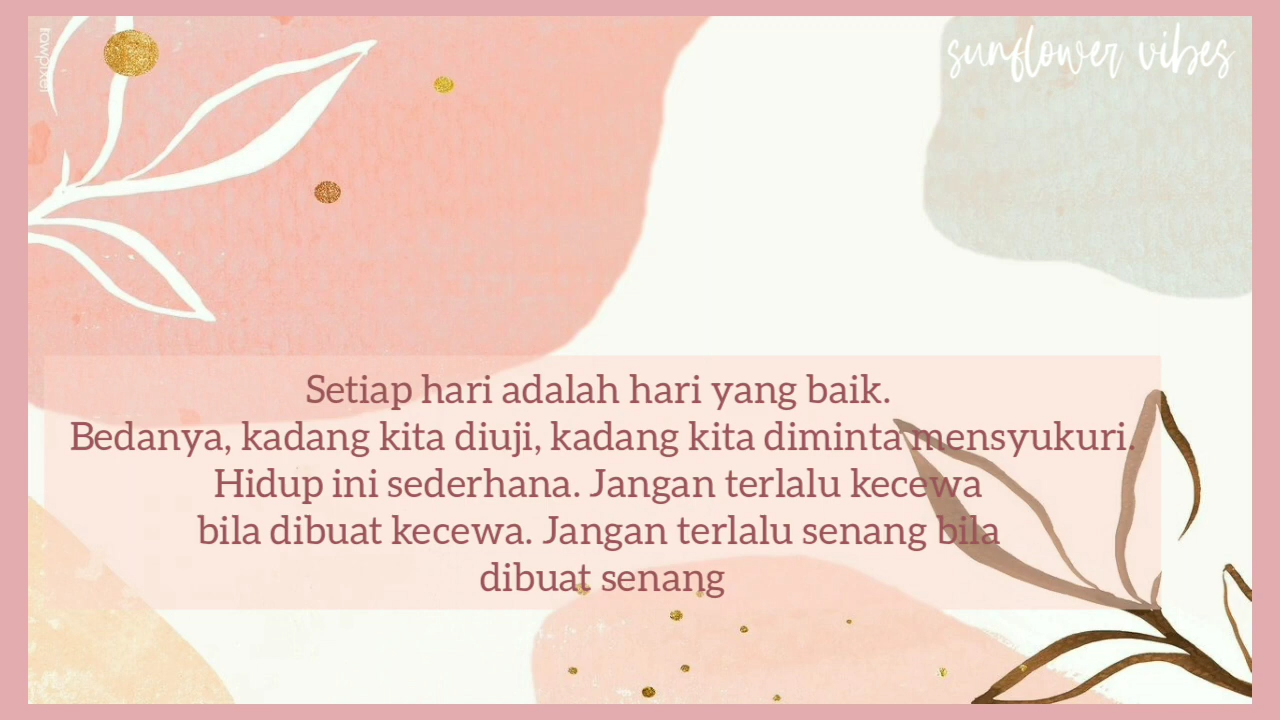 rawpixel
sunflower vibes
Setiap hari adalah hari yang baik.
Bedanya, kadang kita diuji, kadang kita diminta mensyukuri.
Hidup ini sederhana. Jangan terlalu kecewa
bila dibuat kecewa. Jangan terlalu senang bila
dibuat senang